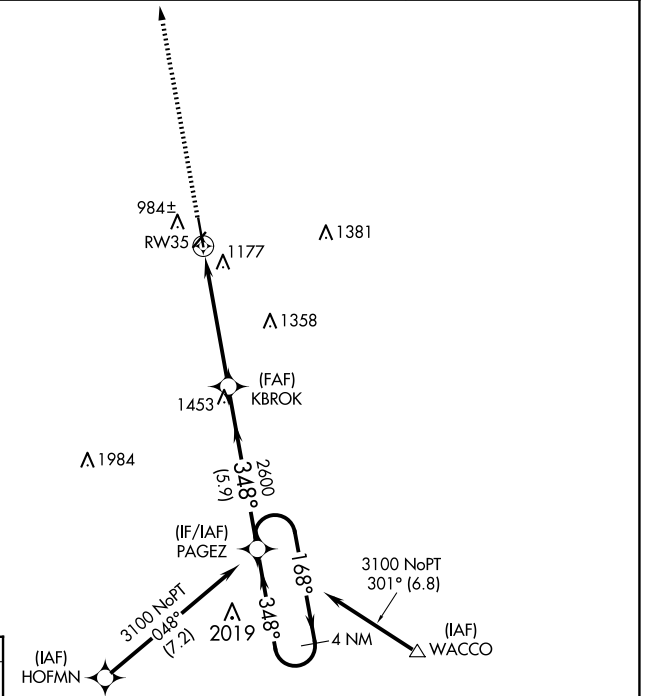 984±
RW35
1177
1381
1358
(FAF)
KBROK
1453
1984
2600
348°
(5.9)
(IF/IAF)
PAGEZ
168°
348°
4 NM
3100 NoPT
301° (6.8)
(IAF)
WACCO
3100 NoPT
048°
(7.2)
2019
(IAF)
HOFMN